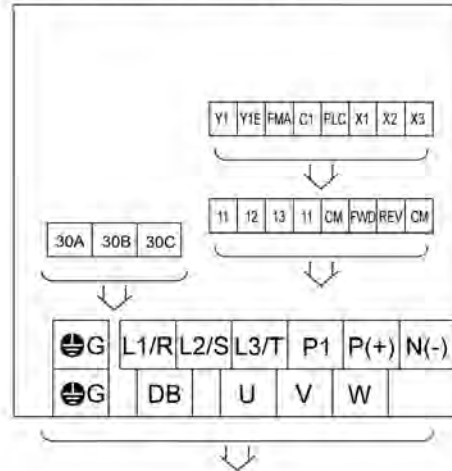 Y1 Y1E FMA C1 PLC X1 X2 X3
11 12 13 11 CM FWD REV CM
30A 30B 30C
G L1/R L2/S L3/T P1 P(+) N(-)
G DB U V W